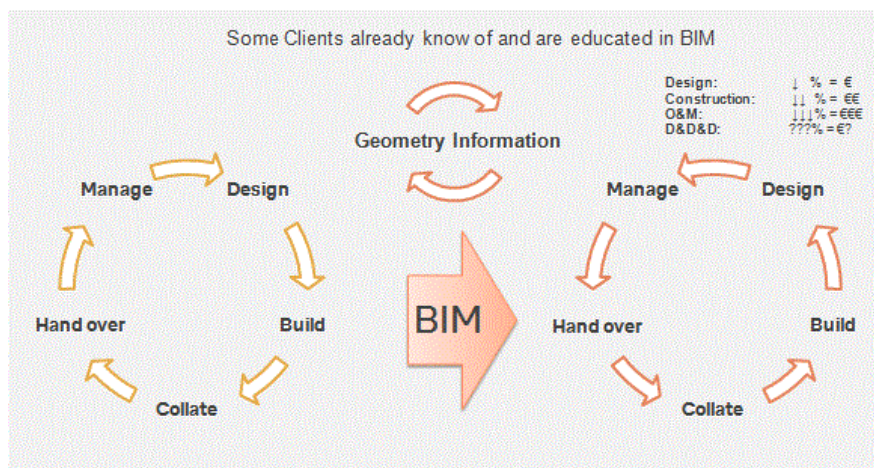 Some Clients already know of and are educated in BIM
Design: ↓ % = €
Construction: ↓↓ % = €€
O&M: ↓↓↓% = €€€
D&D&D: ???% = €?
Geometry Information
Manage Design
Manage Design
Hand over Build
BIM
Hand over Build
Collate
Collate